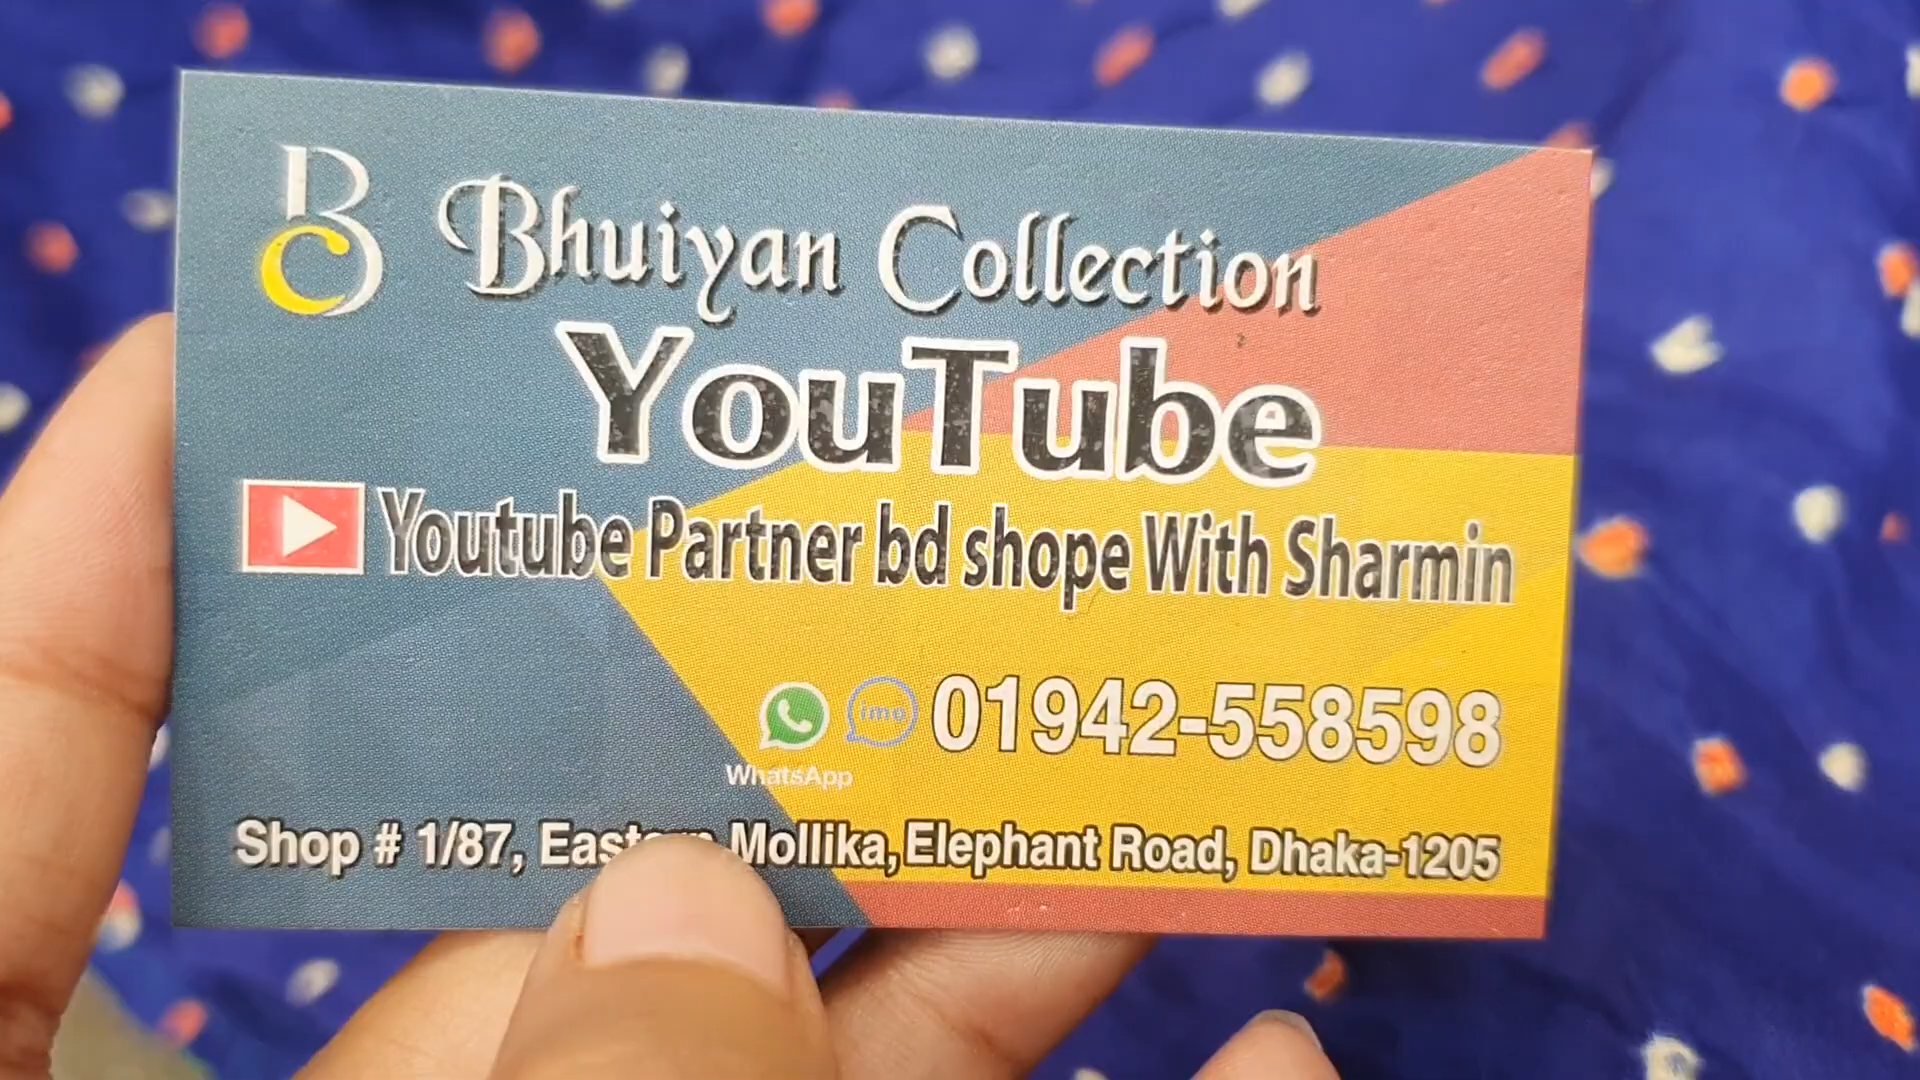 BC Bhuiyan Collection
YouTube
Youtube Partner bd shope With Sharmin
imo 01942-558598
WhatsApp
Shop # 1/87, Mollika, Elephant Road, Dhaka-1205